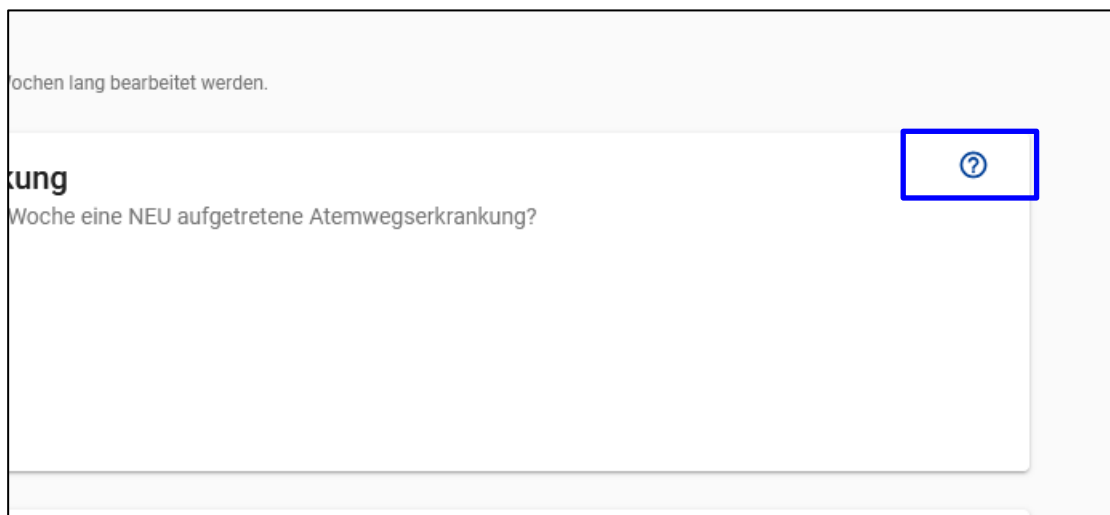 ochen lang bearbeitet werden.
kung
Woche eine NEU aufgetretene Atemwegserkrankung?